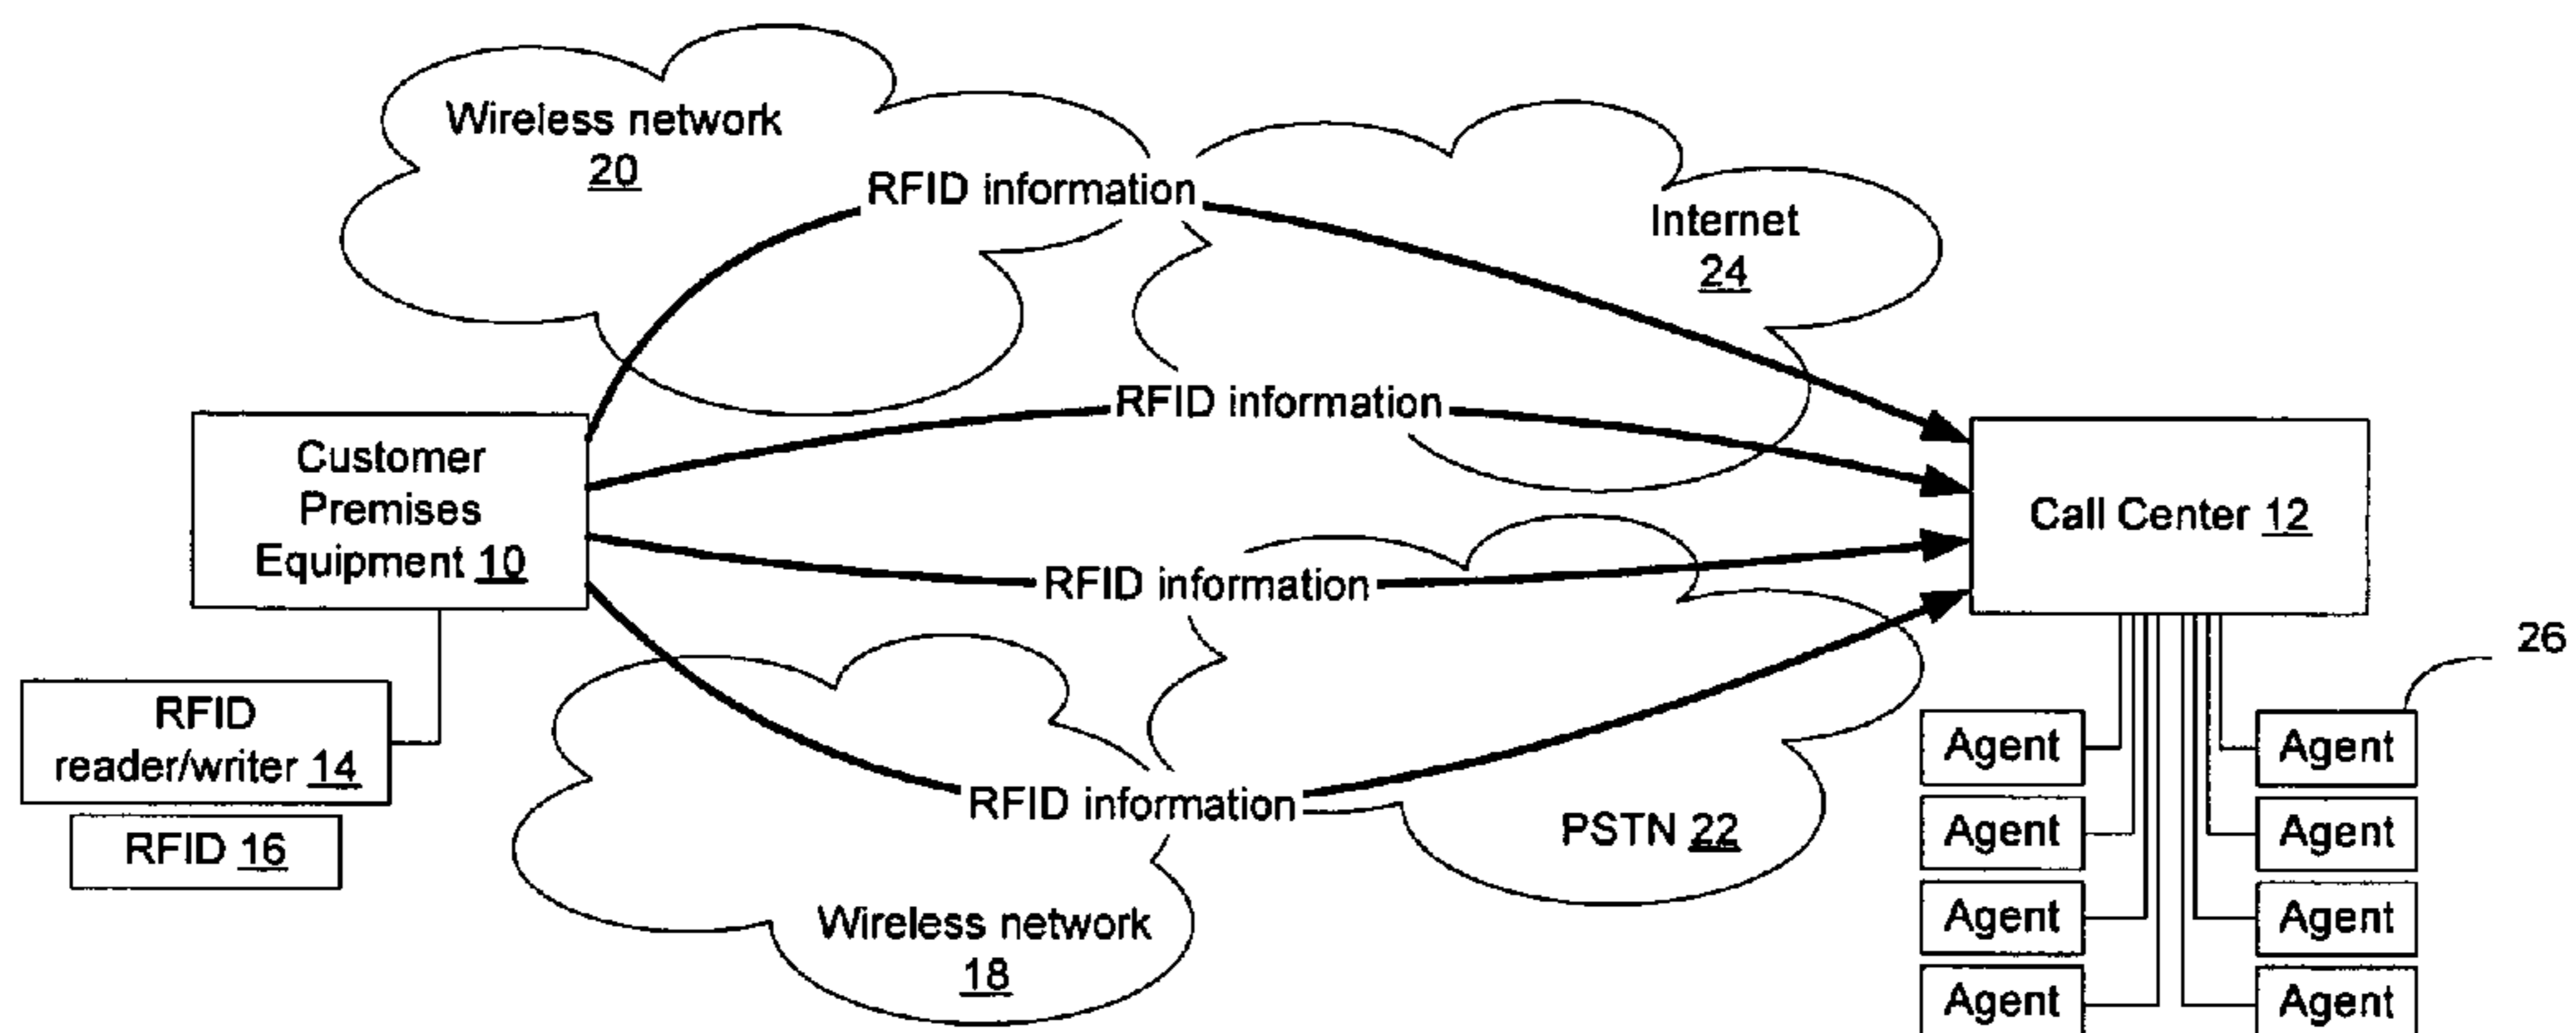 Wireless network
20
RFID information
Internet
24
RFID information
Customer
Premises
Equipment 10
Call Center 12
RFID information
26
RFID
reader/writer 14
RFID 16
RFID information
PSTN 22
Wireless network
18
Agent
Agent
Agent
Agent
Agent
Agent
Agent
Agent